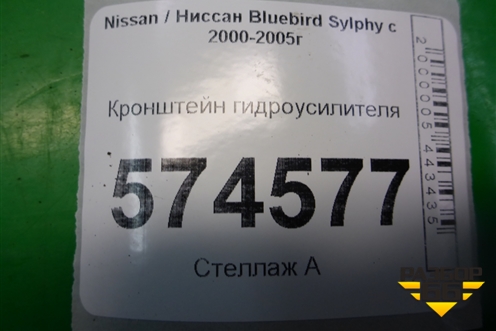 Nissan / Ниссан Bluebird Sylphy с
2000-2005г
Кронштейн гидроусилителя
574577
Стеллаж А
2000005443435